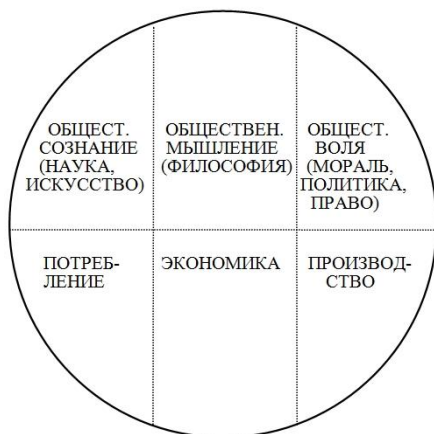 ОБЩЕСТ.
СОЗНАНИЕ
(НАУКА,
ИСКУССТВО)
ОБЩЕСТВЕН.
МЫШЛЕНИЕ
(ФИЛОСОФИЯ)
ОБЩЕСТ.
ВОЛЯ
(МОРАЛЬ,
ПОЛИТИКА,
ПРАВО)
ПОТРЕБ-
ЛЕНИЕ
ЭКОНОМИКА
ПРОИЗВОД-
СТВО